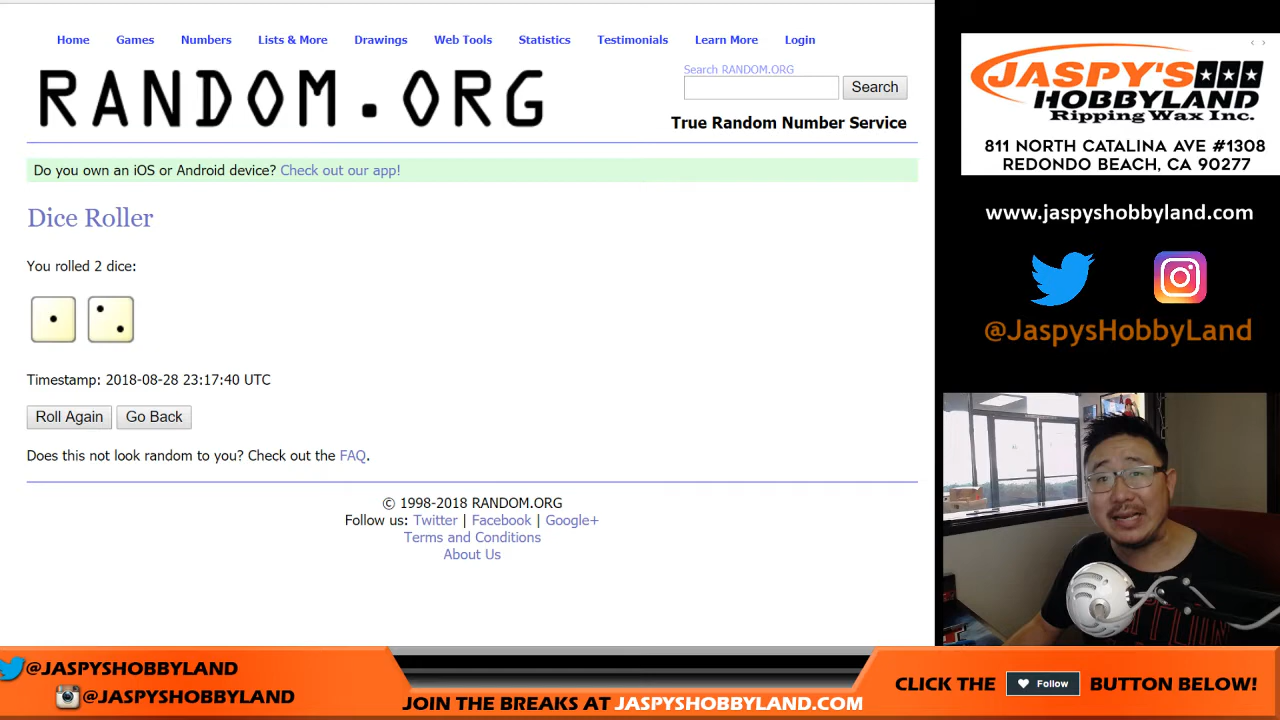 Home Games Numbers Lists & More Drawings Web Tools Statistics Testimonials Learn More Login
RANDOM.ORG
Search RANDOM.ORG
Search
True Random Number Service
Do you own an iOS or Android device? Check out our app!
Dice Roller
You rolled 2 dice:
Timestamp: 2018-08-28 23:17:40 UTC
Roll Again Go Back
Does this not look random to you? Check out the FAQ.
© 1998-2018 RANDOM.ORG
Follow us: Twitter | Facebook | Google+
Terms and Conditions
About Us
JASPY'S
HOBBYLAND
Ripping Wax Inc.
811 NORTH CATALINA AVE #1308
REDONDO BEACH, CA 90277
www.jaspyshobbyland.com
@JaspysHobbyLand
@JASPYSHOBBYLAND
@JASPYSHOBBYLAND
JOIN THE BREAKS AT JASPYSHOBBYLAND.COM
CLICK THE Follow BUTTON BELOW!